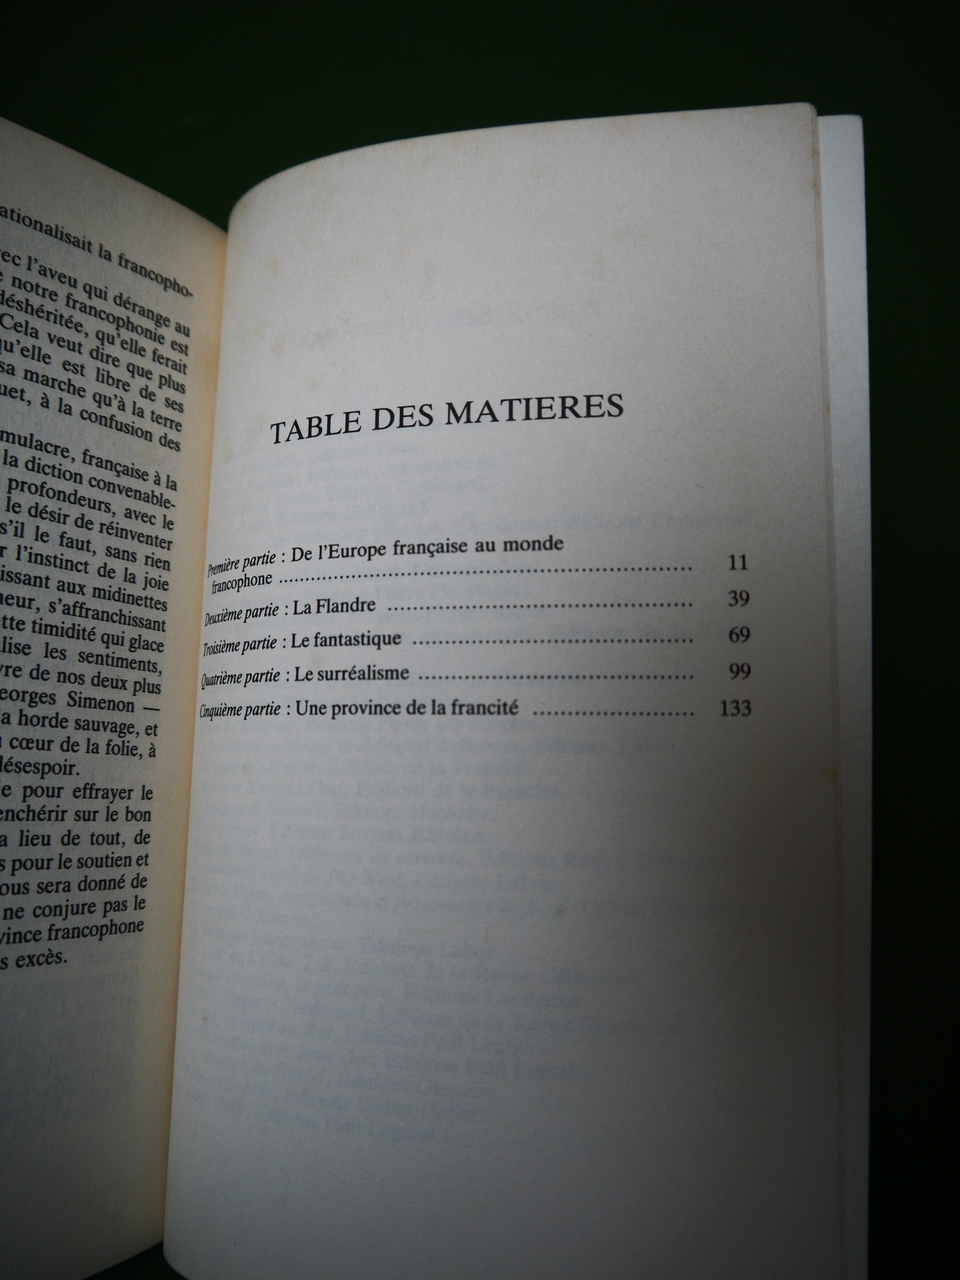 ationalisait la francopho-
ec l'aveu qui dérange au
notre francophonie est
déshéritée, qu'elle ferait
Cela veut dire que plus
qu'elle est libre de ses
sa marche qu'à la terre
uet, à la confusion des
mulacre, française à la
la diction convenable-
profondeurs, avec le
le désir de réinventer
s'il le faut, sans rien
r l'instinct de la joie
issant aux midinettes
neur, s'affranchissant
tte timidité qui glace
lise les sentiments,
vre de nos deux plus
eorges Simenon —
a horde sauvage, et
cœur de la folie, à
désespoir.
e pour effrayer le
enchérir sur le bon
a lieu de tout, de
s pour le soutien et
ous sera donné de
ne conjure pas le
vince francophone
s excès.
TABLE DES MATIERES
Première partie : De l'Europe française au monde
francophone ........ 11
Deuxième partie : La Flandre ........ 39
Troisième partie : Le fantastique ........ 69
Quatrième partie : Le surréalisme ........ 99
Cinquième partie : Une province de la francité ........ 133